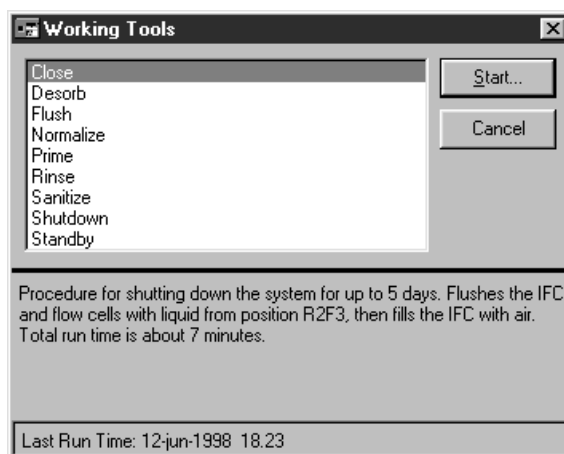 Working Tools
Close
Desorb
Flush
Normalize
Prime
Rinse
Sanitize
Shutdown
Standby
Start...
Cancel
Procedure for shutting down the system for up to 5 days. Flushes the IFC
and flow cells with liquid from position R2F3, then fills the IFC with air.
Total run time is about 7 minutes.
Last Run Time: 12-jun-1998 18.23